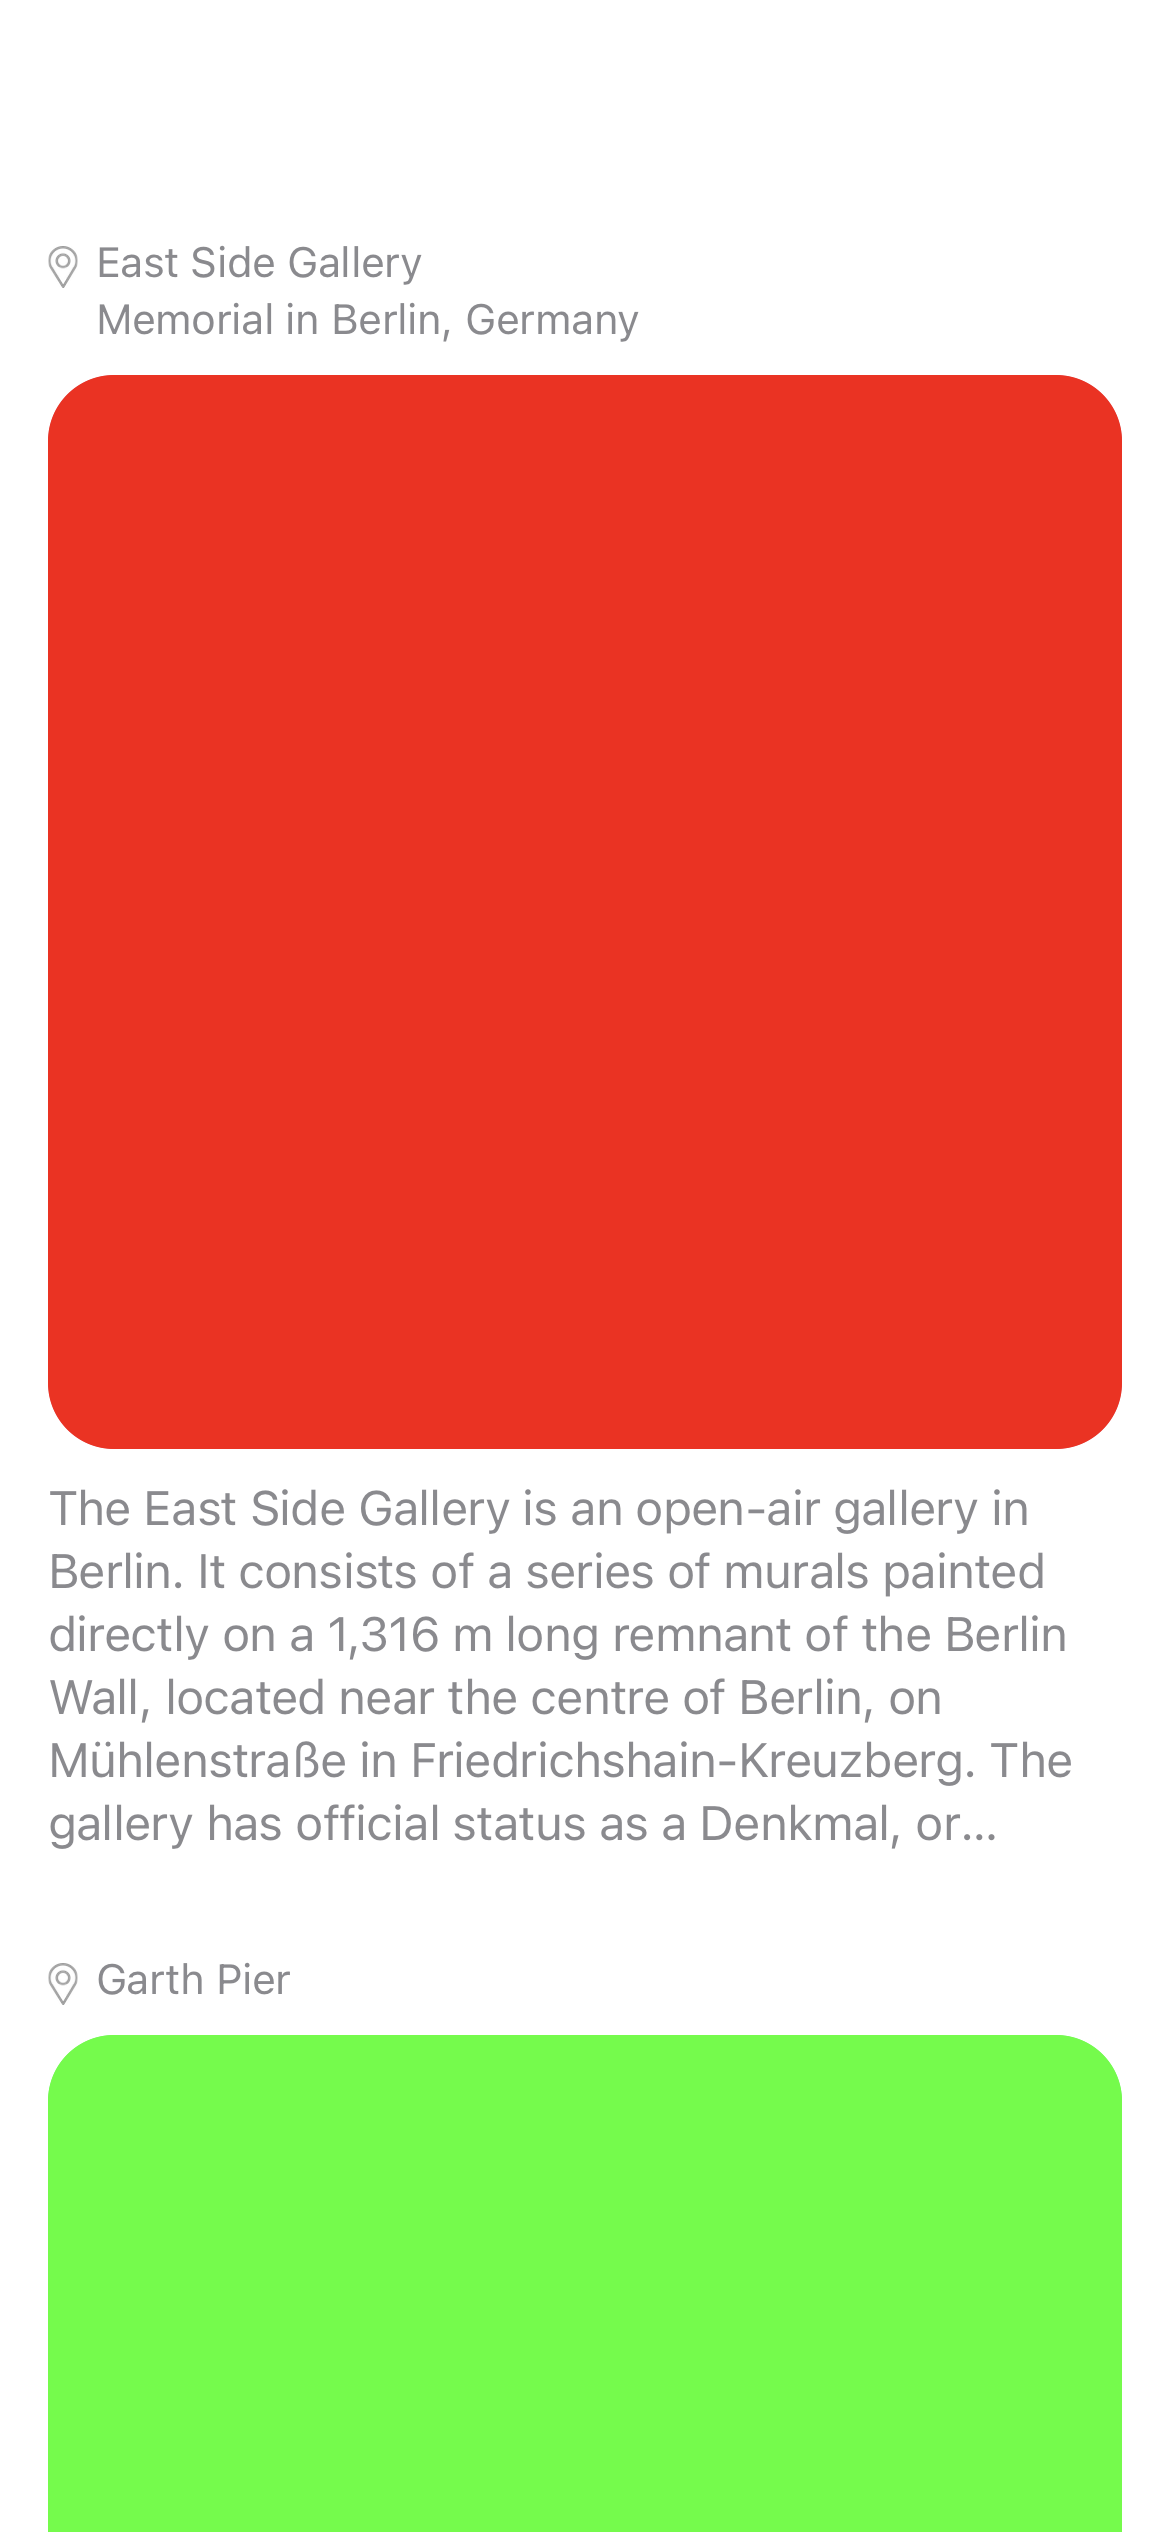 East Side Gallery
Memorial in Berlin, Germany
The East Side Gallery is an open-air gallery in
Berlin. It consists of a series of murals painted
directly on a 1,316 m long remnant of the Berlin
Wall, located near the centre of Berlin, on
Mühlenstraße in Friedrichshain-Kreuzberg. The
gallery has official status as a Denkmal, or...
Garth Pier